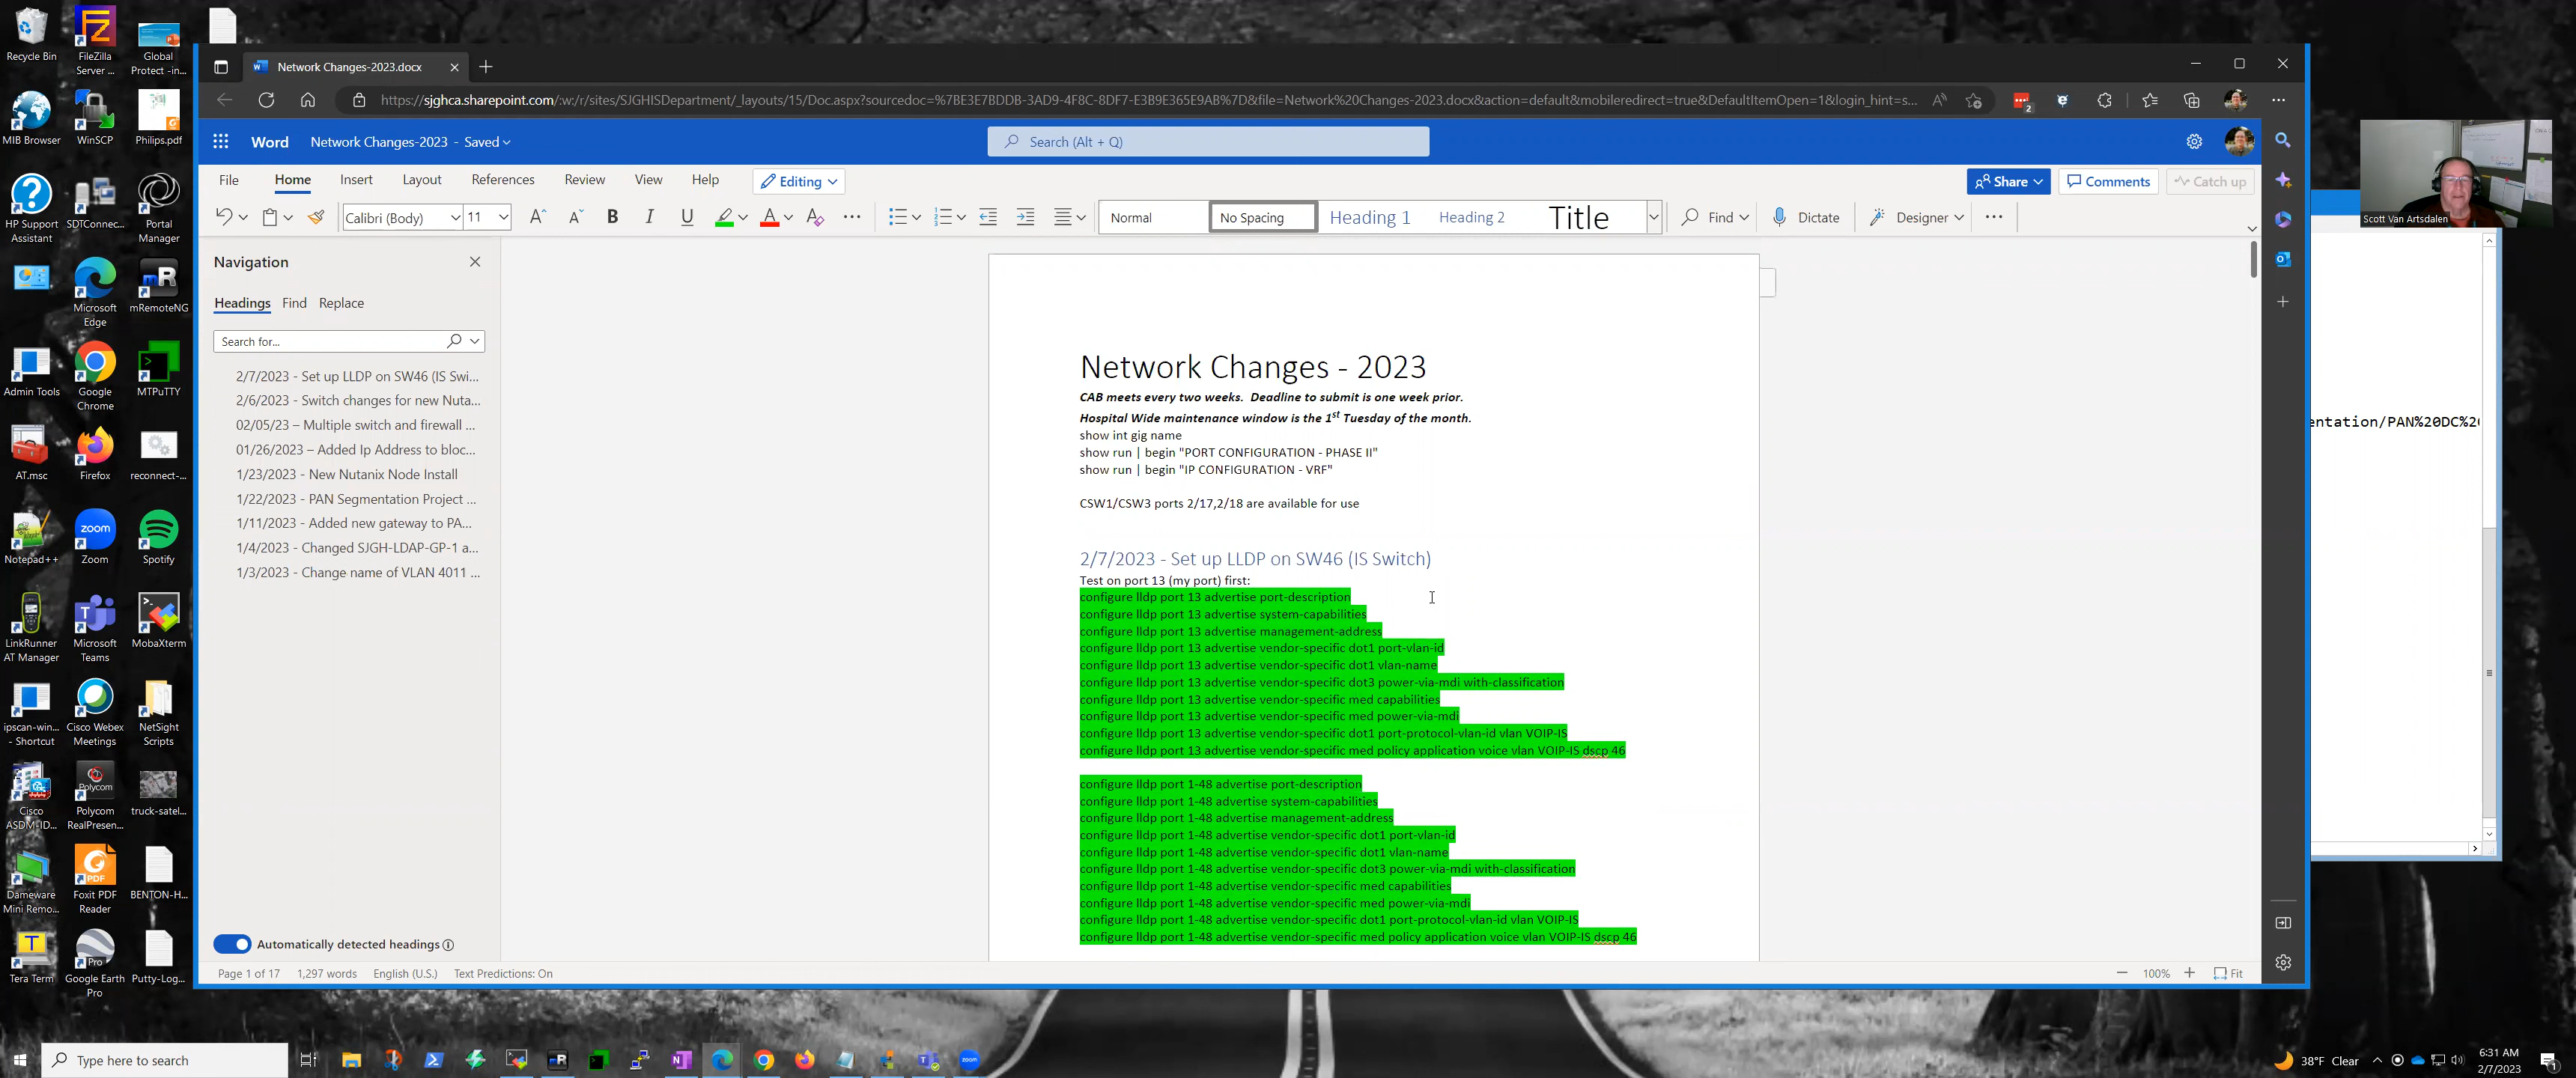 Recycle Bin
FileZilla
Server ...
Global
Protect -in...
MIB Browser
WinSCP
Philips.pdf
HP Support
Assistant
SDTConnec...
Portal
Manager
Microsoft
Edge
mRemoteNG
Admin Tools
Google
Chrome
MTPuTTY
AT.msc
Firefox
reconnect-...
Notepad++
Zoom
Spotify
LinkRunner
AT Manager
Microsoft
Teams
MobaXterm
ipscan-win...
- Shortcut
Cisco Webex
Meetings
NetSight
Scripts
Cisco
ASDM-ID...
Polycom
RealPresen...
truck-satel...
Dameware
Mini Remo...
Foxit PDF
Reader
BENTON-H...
Tera Term
Google Earth
Pro
Putty-Log...
Network Changes-2023.docx
https://sjghca.sharepoint.com/:w:/r/sites/SJGHISDepartment/_layouts/15/Doc.aspx?sourcedoc=%7BE3E7BDDB-3AD9-4F8C-8DF7-E3B9E365E9AB%7D&file=Network%20Changes-2023.docx&action=default&mobileredirect=true&DefaultItemOpen=1&login_hint=s...
Word
Network Changes-2023 - Saved
Search (Alt + Q)
File
Home
Insert
Layout
References
Review
View
Help
Editing
Share
Comments
Catch up
Calibri (Body)
11
B
I
U
Normal
No Spacing
Heading 1
Heading 2
Title
Find
Dictate
Designer
Navigation
Headings
Find
Replace
Search for...
2/7/2023 - Set up LLDP on SW46 (IS Swi...
2/6/2023 - Switch changes for new Nuta...
02/05/23 – Multiple switch and firewall ...
01/26/2023 – Added Ip Address to bloc...
1/23/2023 - New Nutanix Node Install
1/22/2023 - PAN Segmentation Project ...
1/11/2023 - Added new gateway to PA...
1/4/2023 - Changed SJGH-LDAP-GP-1 a...
1/3/2023 - Change name of VLAN 4011 ...
Automatically detected headings
Network Changes - 2023
CAB meets every two weeks. Deadline to submit is one week prior.
Hospital Wide maintenance window is the 1st Tuesday of the month.
show int gig name
show run | begin "PORT CONFIGURATION - PHASE II"
show run | begin "IP CONFIGURATION - VRF"
CSW1/CSW3 ports 2/17,2/18 are available for use
2/7/2023 - Set up LLDP on SW46 (IS Switch)
Test on port 13 (my port) first:
configure lldp port 13 advertise port-description
configure lldp port 13 advertise system-capabilities
configure lldp port 13 advertise management-address
configure lldp port 13 advertise vendor-specific dot1 port-vlan-id
configure lldp port 13 advertise vendor-specific dot1 vlan-name
configure lldp port 13 advertise vendor-specific dot3 power-via-mdi with-classification
configure lldp port 13 advertise vendor-specific med capabilities
configure lldp port 13 advertise vendor-specific med power-via-mdi
configure lldp port 13 advertise vendor-specific dot1 port-protocol-vlan-id vlan VOIP-IS
configure lldp port 13 advertise vendor-specific med policy application voice vlan VOIP-IS dscp 46
configure lldp port 1-48 advertise port-description
configure lldp port 1-48 advertise system-capabilities
configure lldp port 1-48 advertise management-address
configure lldp port 1-48 advertise vendor-specific dot1 port-vlan-id
configure lldp port 1-48 advertise vendor-specific dot1 vlan-name
configure lldp port 1-48 advertise vendor-specific dot3 power-via-mdi with-classification
configure lldp port 1-48 advertise vendor-specific med capabilities
configure lldp port 1-48 advertise vendor-specific med power-via-mdi
configure lldp port 1-48 advertise vendor-specific dot1 port-protocol-vlan-id vlan VOIP-IS
configure lldp port 1-48 advertise vendor-specific med policy application voice vlan VOIP-IS dscp 46
Page 1 of 17
1,297 words
English (U.S.)
Text Predictions: On
100%
Fit
Scott Van Artsdalen
entation/PAN%20DC%2
Type here to search
38°F Clear
6:31 AM
2/7/2023